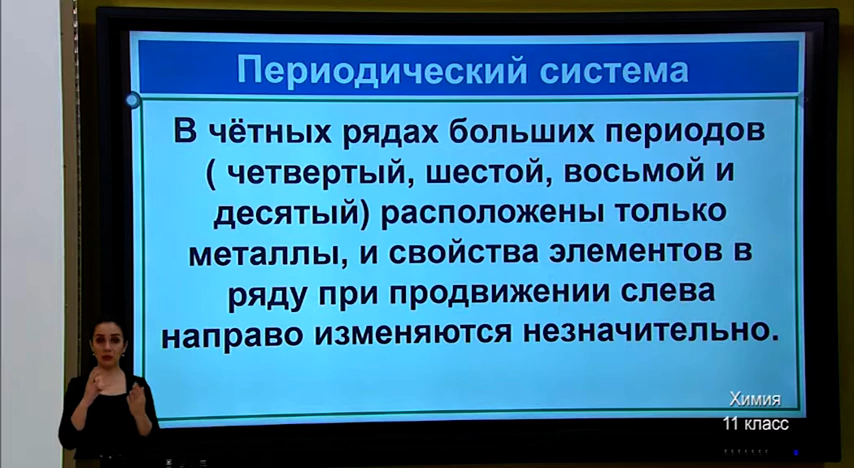 Периодический система
В чётных рядах больших периодов
( четвертый, шестой, восьмой и
десятый) расположены только
металлы, и свойства элементов в
ряду при продвижении слева
направо изменяются незначительно.
Химия
11 класс